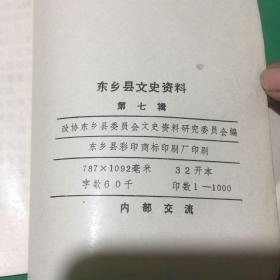 东乡县文史资料
第七辑
政协东乡县委员会文史资料研究委员会编
东乡县彩印商标印刷厂印刷
787×1092毫米 32开本
字数60千 印数1—1000
内部交流